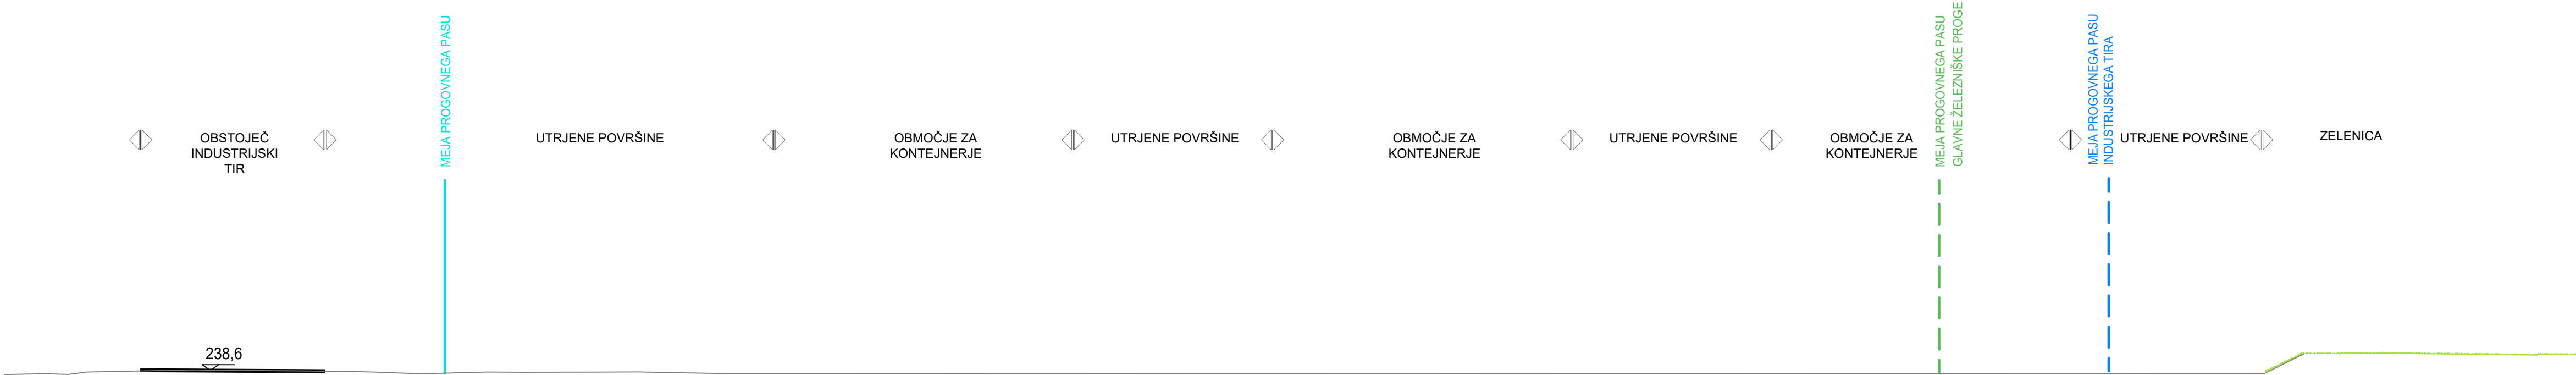 OBSTOJEČ
INDUSTRIJSKI
TIR
MEJA PROGOVNEGA PASU
UTRJENE POVRŠINE
OBMOČJE ZA
KONTEJNERJE
UTRJENE POVRŠINE
OBMOČJE ZA
KONTEJNERJE
UTRJENE POVRŠINE
OBMOČJE ZA
KONTEJNERJE
MEJA PROGOVNEGA PASU
GLAVNE ŽELEZNIŠKE PROGE
MEJA PROGOVNEGA PASU
INDUSTRIJSKEGA TIRA
UTRJENE POVRŠINE
ZELENICA
238,6